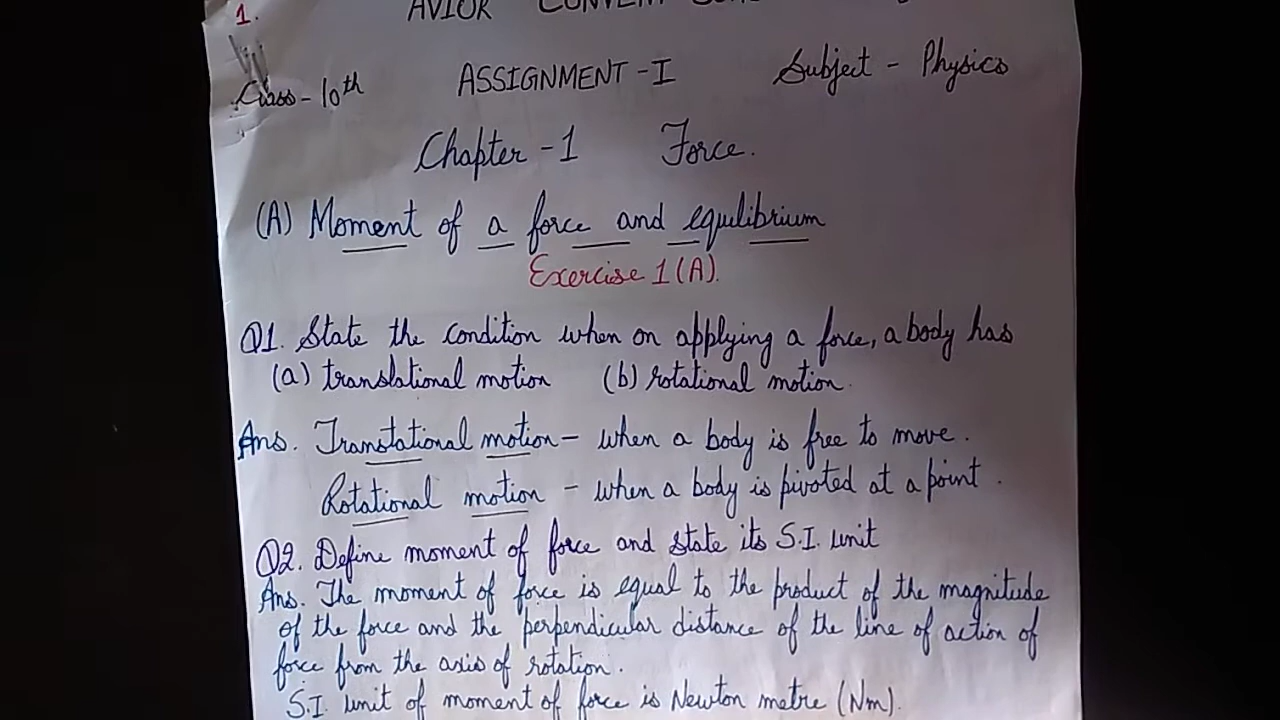 1.
AVIOR CONVENT
Class - 10th ASSIGNMENT - I Subject - Physics
Chapter - 1 Force.
(A) Moment of a force and equilibrium
Exercise 1(A).
Q1. State the condition when on applying a force, a body has
(a) translational motion (b) rotational motion.
Ans. Translational motion - when a body is free to move.
Rotational motion - when a body is pivoted at a point.
Q2. Define moment of force and state its S.I. unit
Ans. The moment of force is equal to the product of the magnitude
of the force and the perpendicular distance of the line of action of
force from the axis of rotation.
S.I. unit of moment of force is Newton metre (Nm).